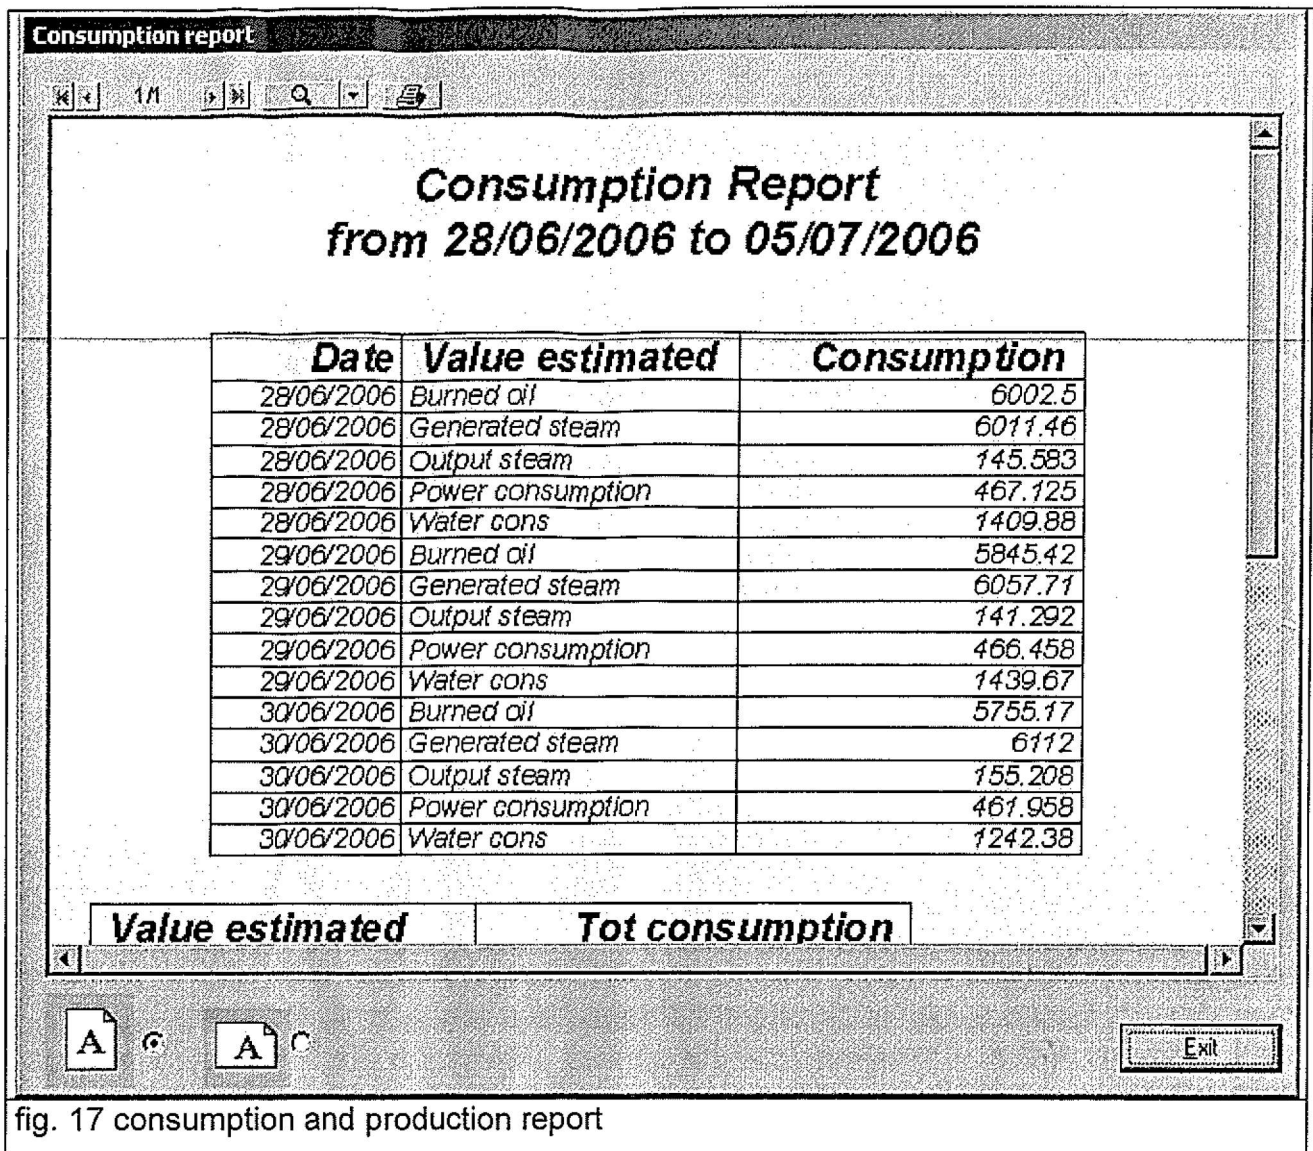 Consumption report
1/1
Consumption Report
from 28/06/2006 to 05/07/2006
Date Value estimated Consumption
28/06/2006 Burned oil 6002.5
28/06/2006 Generated steam 6011.46
28/06/2006 Output steam 145.583
28/06/2006 Power consumption 467.125
28/06/2006 Water cons 1409.88
29/06/2006 Burned oil 5845.42
29/06/2006 Generated steam 6057.71
29/06/2006 Output steam 141.292
29/06/2006 Power consumption 466.458
29/06/2006 Water cons 1439.67
30/06/2006 Burned oil 5755.17
30/06/2006 Generated steam 6112
30/06/2006 Output steam 155.208
30/06/2006 Power consumption 461.958
30/06/2006 Water cons 1242.38
Value estimated Tot consumption
A A Exit
fig. 17 consumption and production report